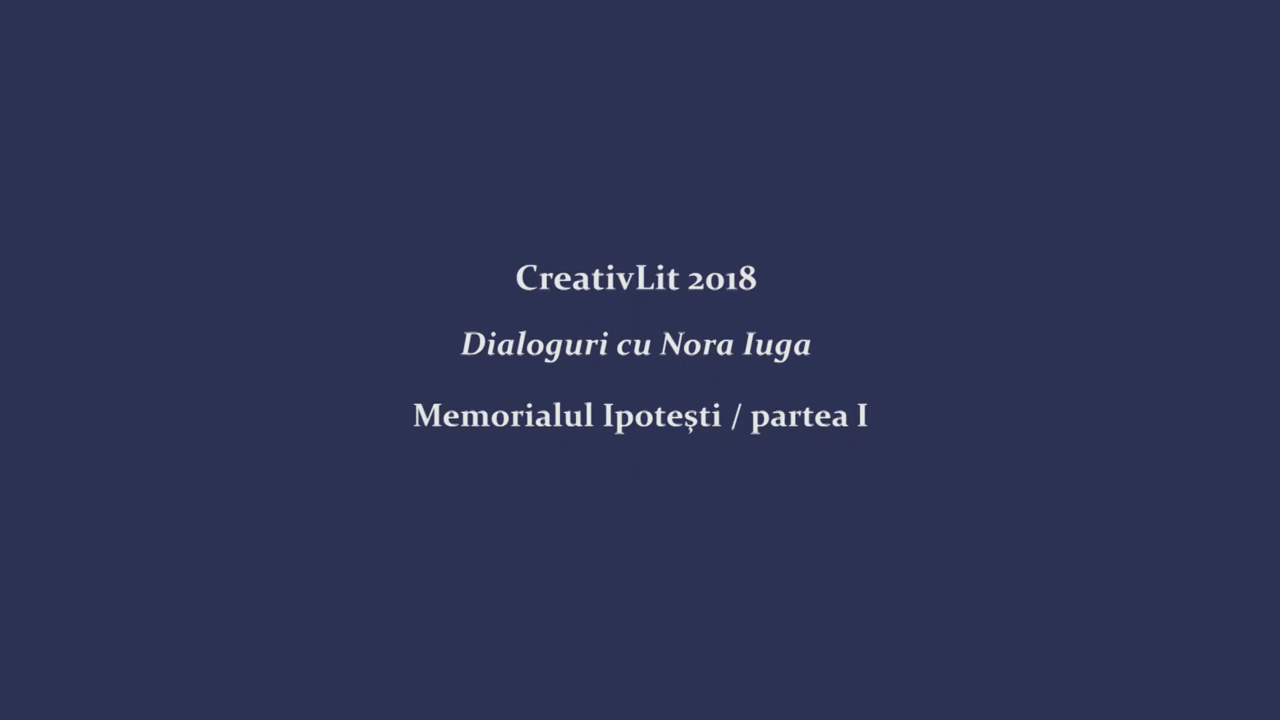 CreativLit 2018
Dialoguri cu Nora Iuga
Memorialul Ipotești / partea I